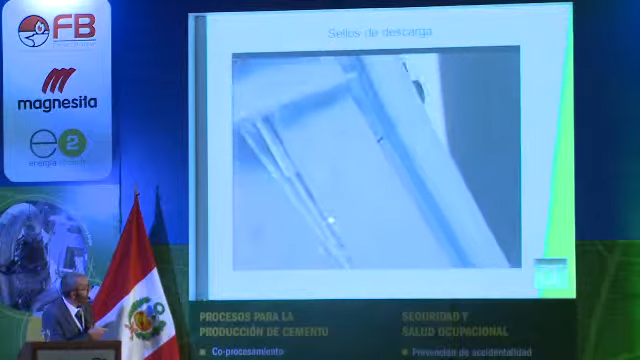 FB
magnesita
e2
energía
Sellos de descarga
PROCESOS PARA LA
PRODUCCIÓN DE CEMENTO
Co-procesamiento
SEGURIDAD Y
SALUD OCUPACIONAL
Prevención de accidentalidad